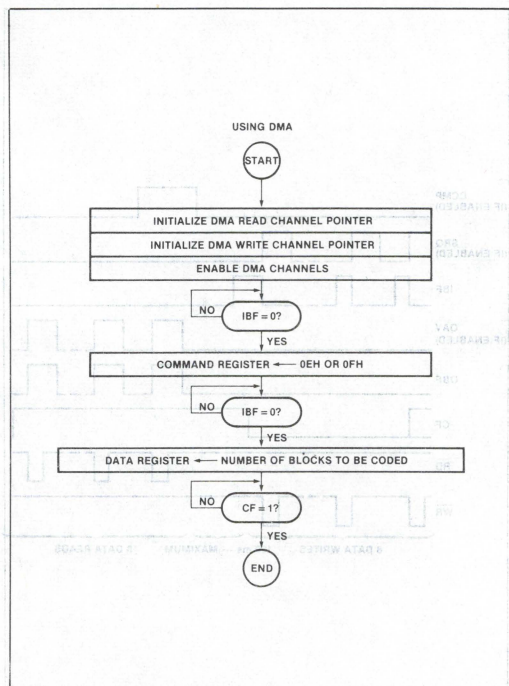 USING DMA
START
INITIALIZE DMA READ CHANNEL POINTER
INITIALIZE DMA WRITE CHANNEL POINTER
ENABLE DMA CHANNELS
NO
IBF = 0?
YES
COMMAND REGISTER ← 0EH OR 0FH
NO
IBF = 0?
YES
DATA REGISTER ← NUMBER OF BLOCKS TO BE CODED
NO
CF = 1?
YES
END